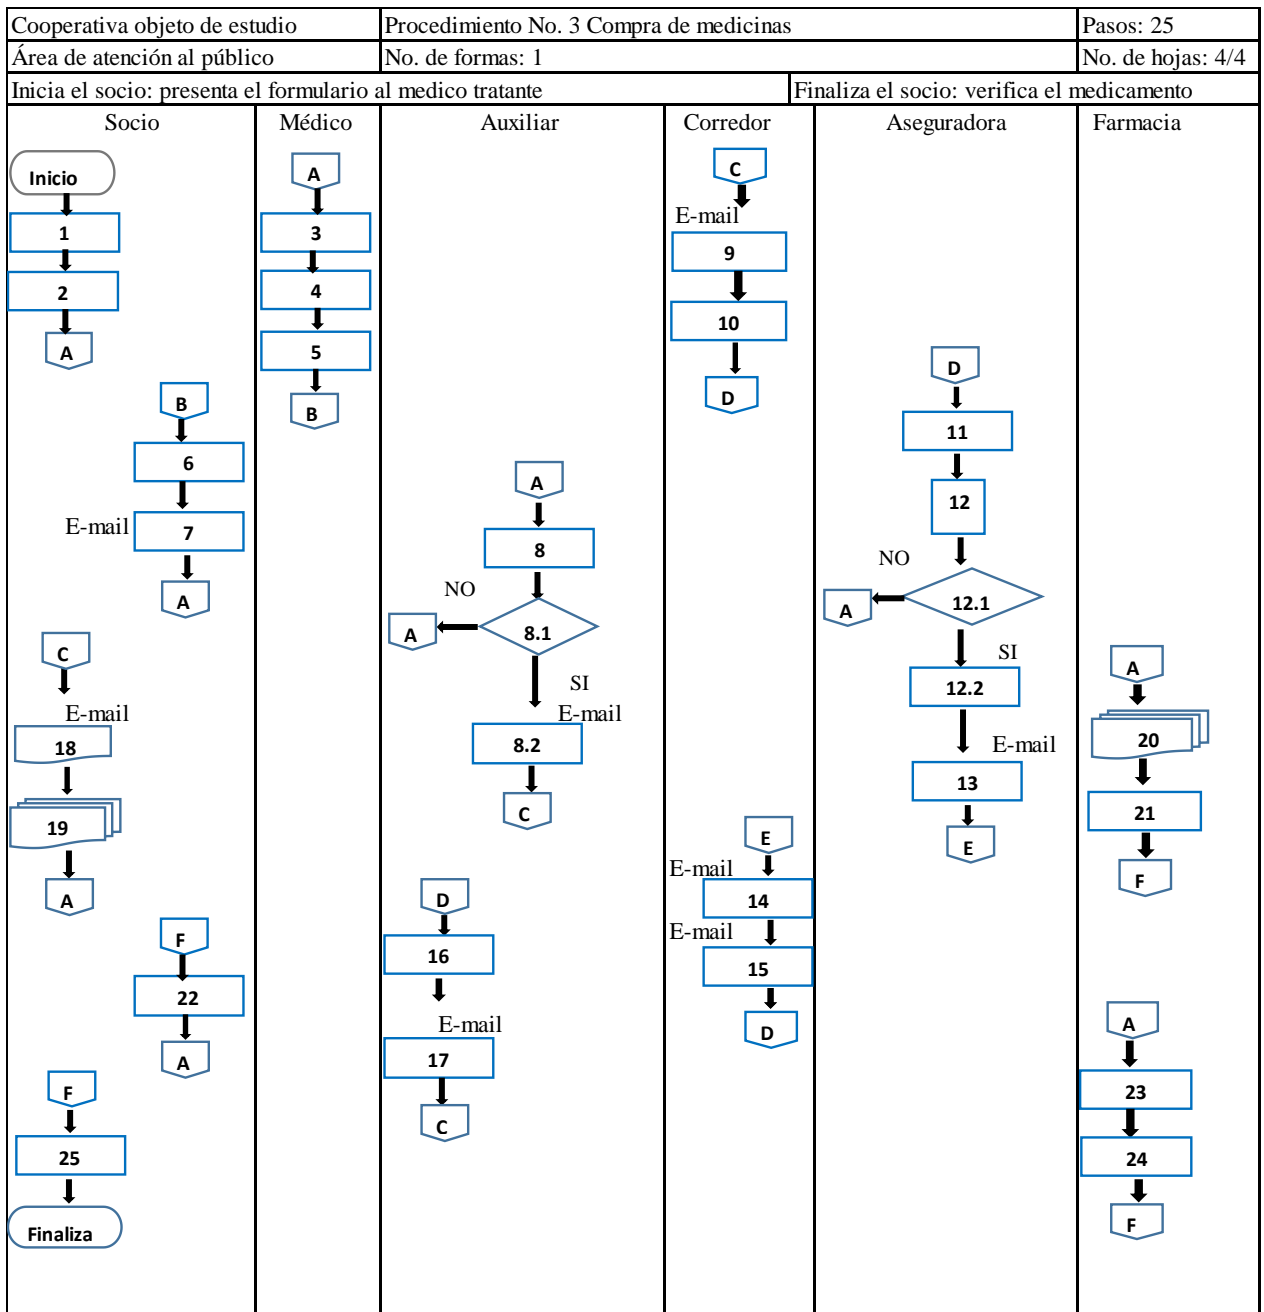 Cooperativa objeto de estudio Procedimiento No. 3 Compra de medicinas Pasos: 25
Área de atención al público No. de formas: 1 No. de hojas: 4/4
Inicia el socio: presenta el formulario al medico tratante Finaliza el socio: verifica el medicamento
Socio Médico Auxiliar Corredor Aseguradora Farmacia
Inicio
1
2
A
B
6
E-mail 7
A
C
E-mail
18
19
A
F
22
A
F
25
Finaliza
A
3
4
5
B
A
8
NO
A 8.1
SI
E-mail
8.2
C
D
16
E-mail
17
C
C
E-mail
9
10
D
E
E-mail
14
E-mail
15
D
D
11
12
NO
A 12.1
SI
12.2
E-mail
13
E
A
20
21
F
A
23
24
F